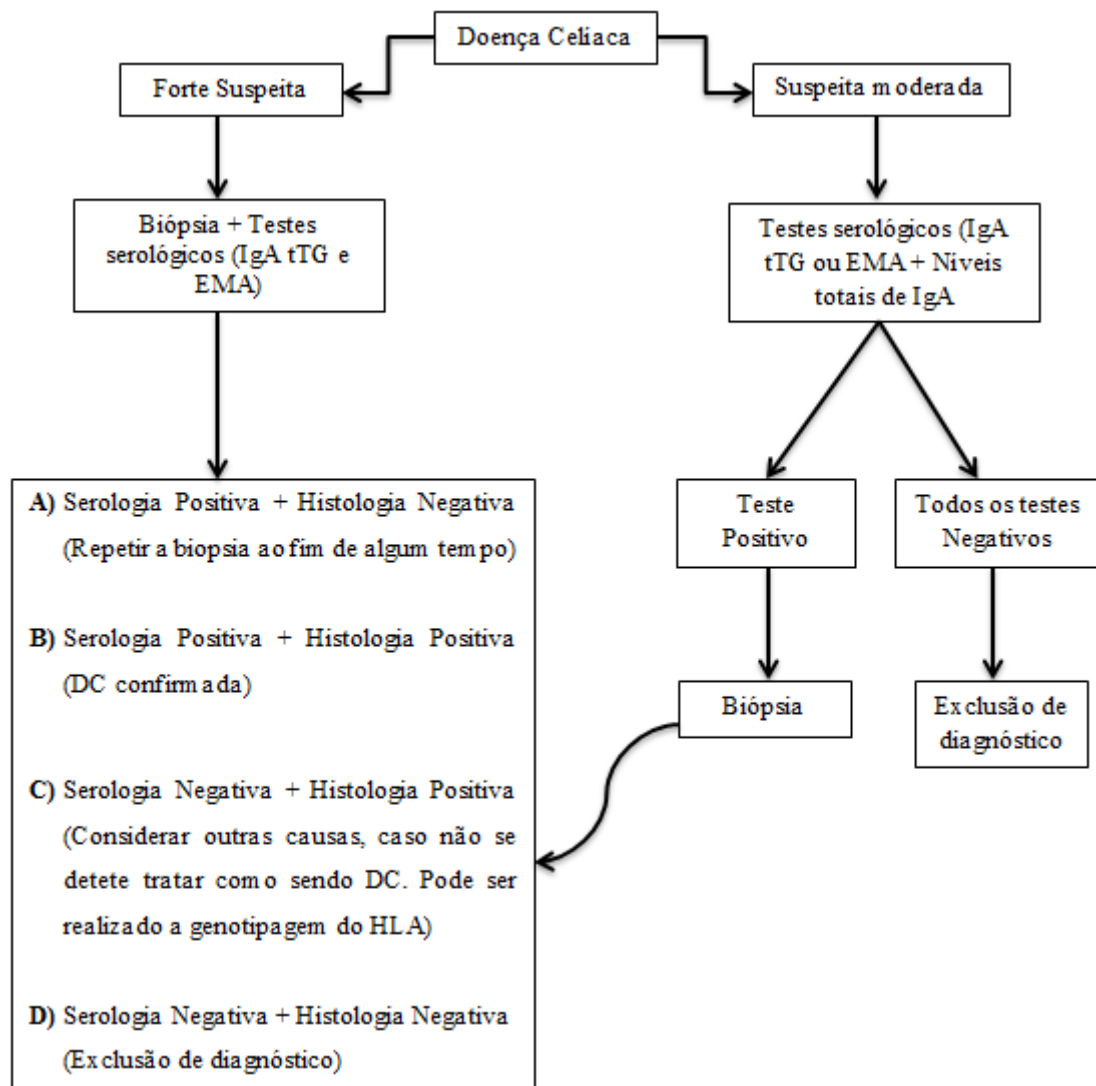 Doença Celíaca
Forte Suspeita
Suspeita moderada
Biópsia + Testes
serológicos (IgA tTG e
EMA)
Testes serológicos (IgA
tTG ou EMA + Niveis
totais de IgA
A) Serologia Positiva + Histologia Negativa
(Repetir a biopsia ao fim de algum tempo)
B) Serologia Positiva + Histologia Positiva
(DC confirmada)
C) Serologia Negativa + Histologia Positiva
(Considerar outras causas, caso não se
detete tratar como sendo DC. Pode ser
realizado a genotipagem do HLA)
D) Serologia Negativa + Histologia Negativa
(Exclusão de diagnóstico)
Teste
Positivo
Todos os testes
Negativos
Biópsia
Exclusão de
diagnóstico